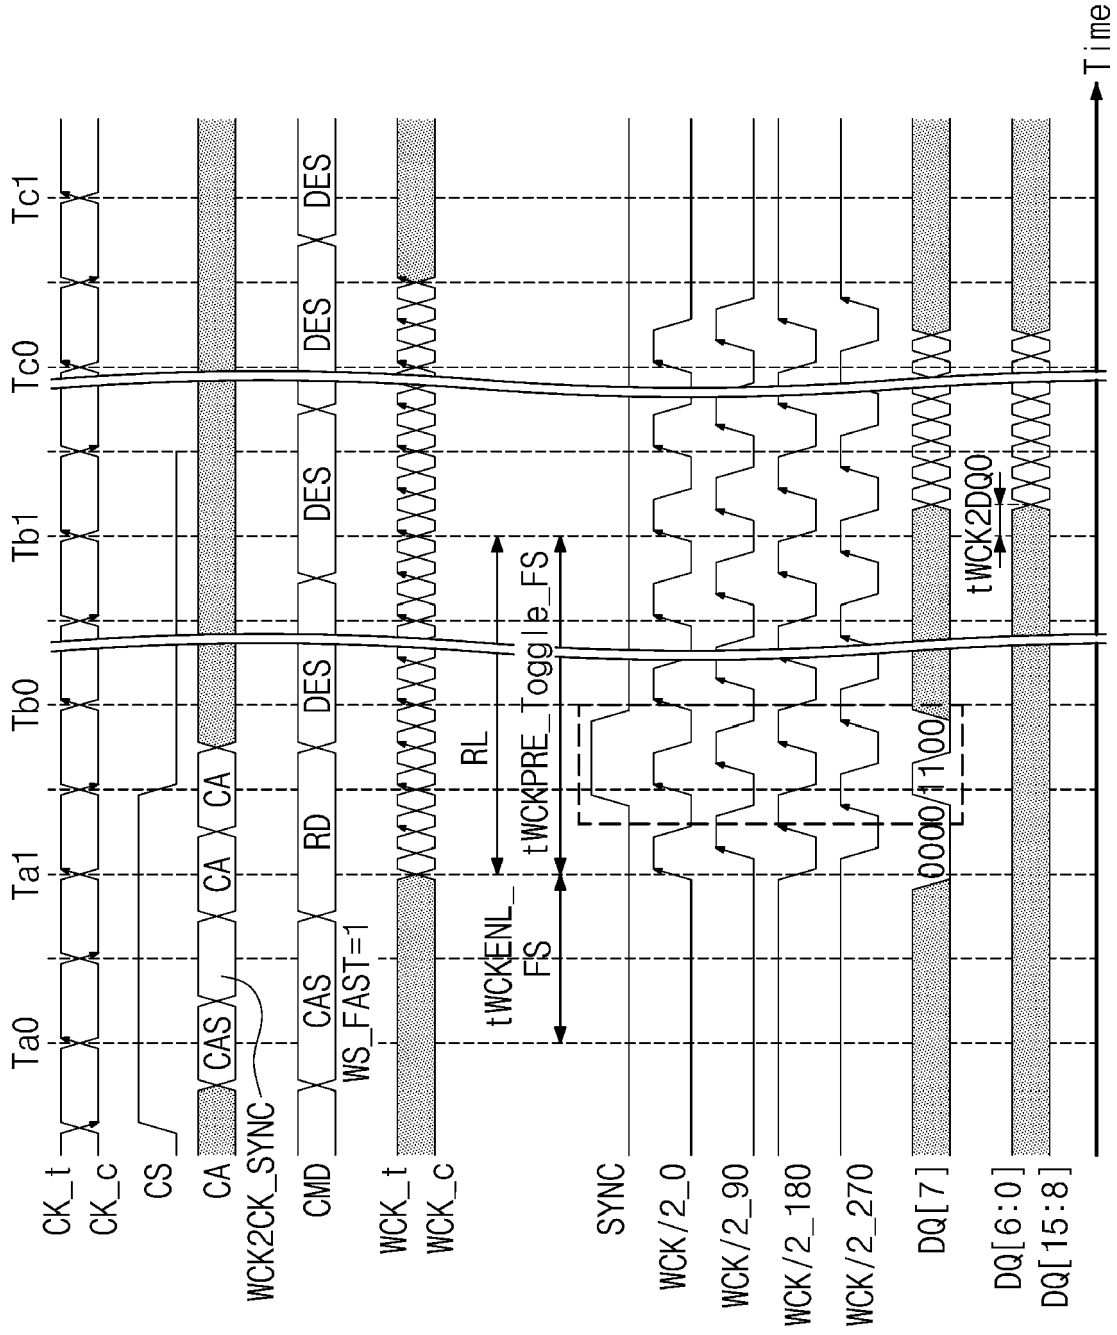 Ta0 Ta1 Tb0 Tb1 Tc0 Tc1
CK_t
CK_c
CS
CA CAS CA CA
WCK2CK_SYNC
CMD CAS RD DES DES DES DES
WS_FAST=1
WCK_t
WCK_c
RL
tWCKENL_
FS
tWCKPRE_Toggle_FS
SYNC
WCK/2_0
WCK/2_90
WCK/2_180
WCK/2_270
DQ[7] 0000 11 00
tWCK2DQO
DQ[6:0]
DQ[15:8]
Time